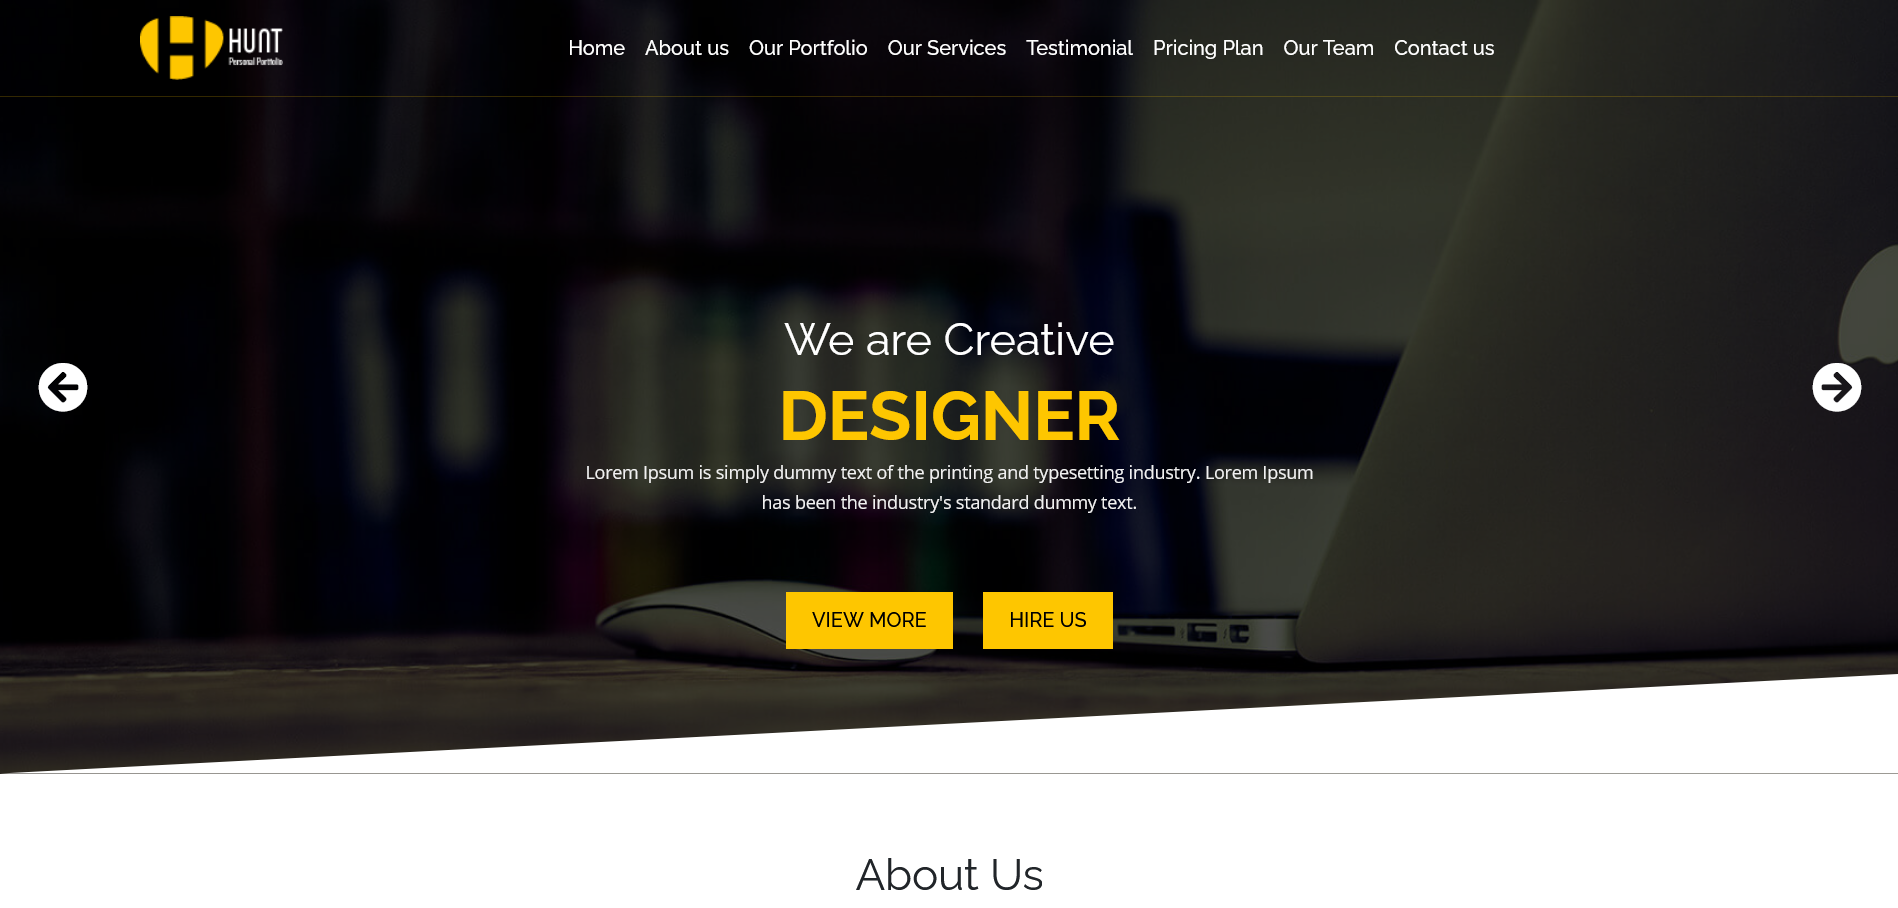 HUNT
Personal Portfolio
Home About us Our Portfolio Our Services Testimonial Pricing Plan Our Team Contact us
We are Creative
DESIGNER
Lorem Ipsum is simply dummy text of the printing and typesetting industry. Lorem Ipsum
has been the industry's standard dummy text.
VIEW MORE HIRE US
About Us